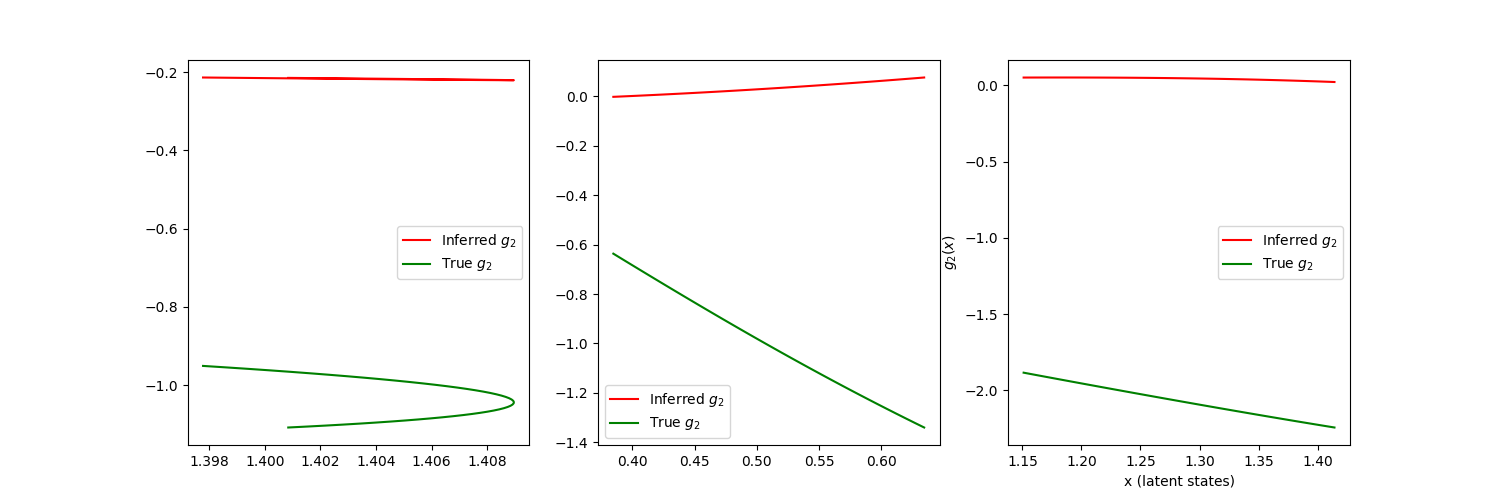 −0.2
−0.4
−0.6
−0.8
−1.0
1.398 1.400 1.402 1.404 1.406 1.408
Inferred g₂
True g₂
0.0
−0.2
−0.4
−0.6
−0.8
−1.0
−1.2
−1.4
0.40 0.45 0.50 0.55 0.60
Inferred g₂
True g₂
g₂(x)
0.0
−0.5
−1.0
−1.5
−2.0
1.15 1.20 1.25 1.30 1.35 1.40
x (latent states)
Inferred g₂
True g₂